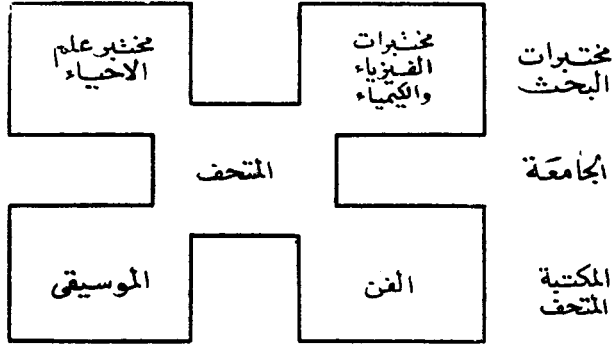 مختبرات
البحث
مختبرات
الفيزياء
والكيمياء
مختبر علم
الاحياء
الجامعة
المتحف
المكتبة
المتحف
الفن
الموسيقى